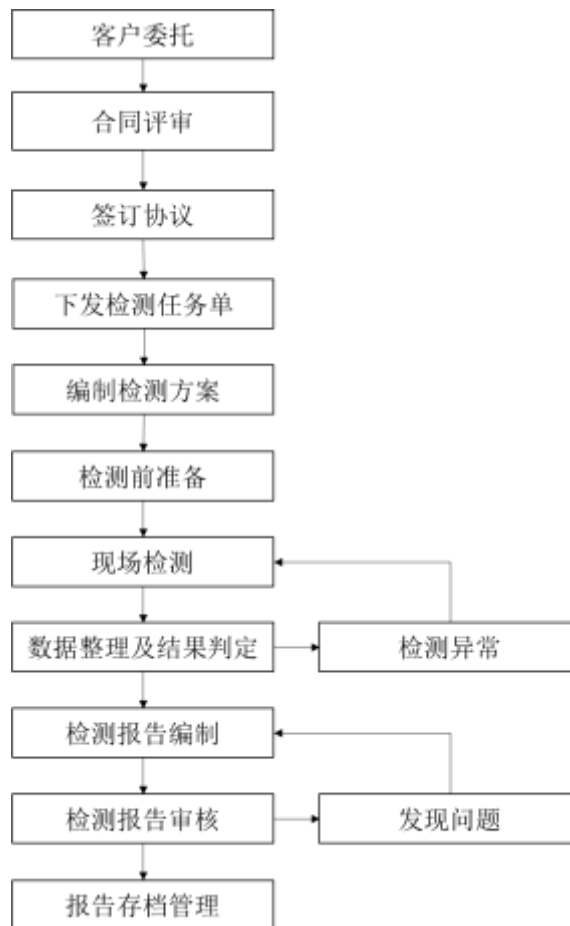 客户委托
合同评审
签订协议
下发检测任务单
编制检测方案
检测前准备
现场检测
数据整理及结果判定
检测异常
检测报告编制
检测报告审核
发现问题
报告存档管理